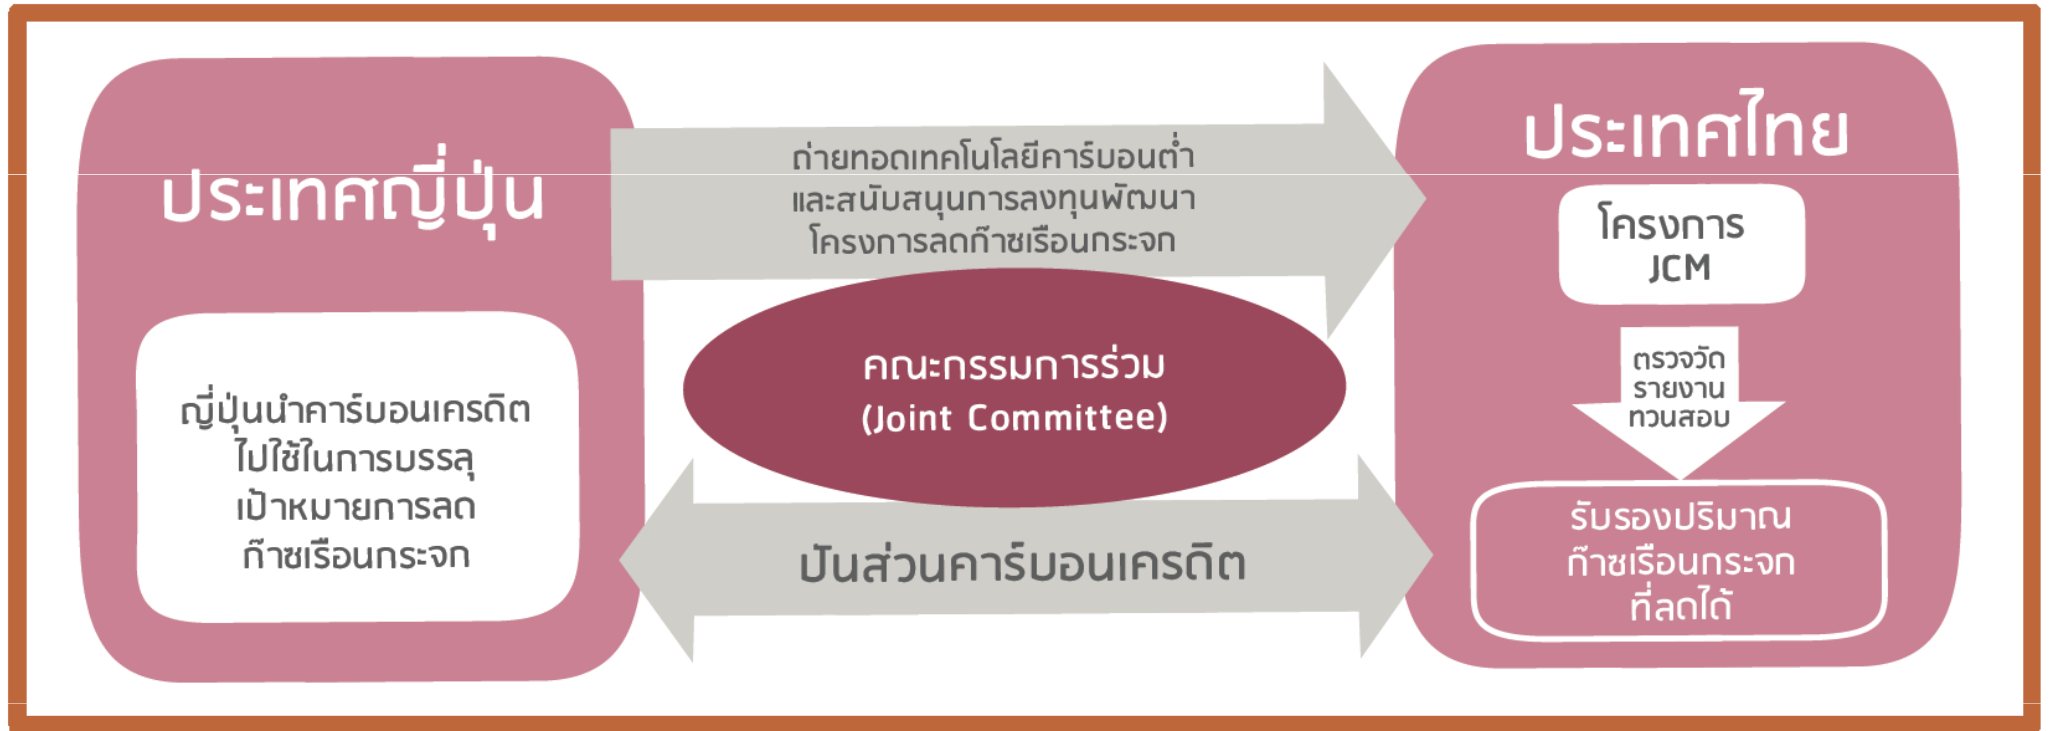 ประเทศญี่ปุ่น
ญี่ปุ่นนำคาร์บอนเครดิต
ไปใช้ในการบรรลุ
เป้าหมายการลด
ก๊าซเรือนกระจก
ถ่ายทอดเทคโนโลยีคาร์บอนต่ำ
และสนับสนุนการลงทุนพัฒนา
โครงการลดก๊าซเรือนกระจก
คณะกรรมการร่วม
(Joint Committee)
ปันส่วนคาร์บอนเครดิต
ประเทศไทย
โครงการ
JCM
ตรวจวัด
รายงาน
ทวนสอบ
รับรองปริมาณ
ก๊าซเรือนกระจก
ที่ลดได้